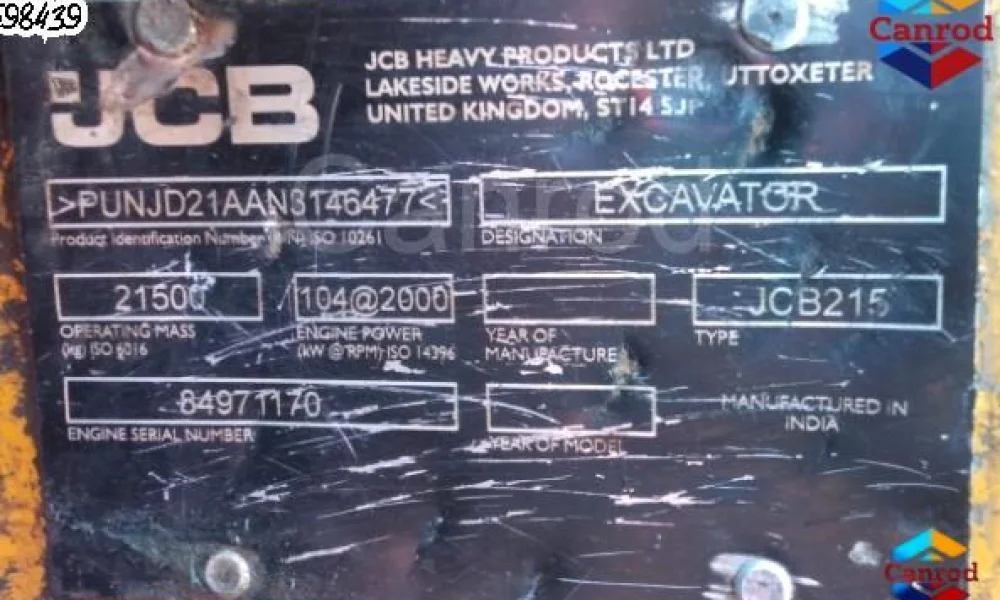 98439
Canrod
JCB
JCB HEAVY PRODUCTS LTD
LAKESIDE WORKS, ROCESTER, UTTOXETER
UNITED KINGDOM, ST14 5JP
>PUNJD21AAN3146477<
EXCAVATOR
Product Identification Number (PIN) ISO 10261
DESIGNATION
Canrod
21500
104@2000
JCB215
OPERATING MASS
(kg) ISO 6016
ENGINE POWER
(kW @ RPM) ISO 14396
YEAR OF
MANUFACTURE
TYPE
84971170
ENGINE SERIAL NUMBER
YEAR OF MODEL
MANUFACTURED IN
INDIA
Canrod